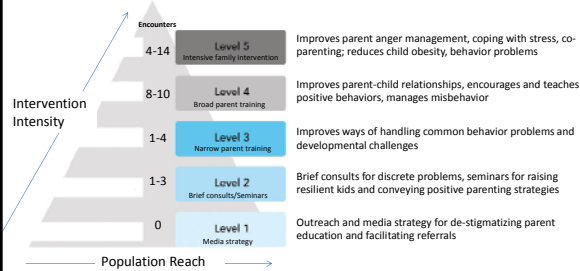 Encounters
4-14
Level 5
Intensive family intervention
Improves parent anger management, coping with stress, co-
parenting; reduces child obesity, behavior problems
8-10
Level 4
Broad parent training
Improves parent-child relationships, encourages and teaches
positive behaviors, manages misbehavior
Intervention
Intensity
1-4
Level 3
Narrow parent training
Improves ways of handling common behavior problems and
developmental challenges
1-3
Level 2
Brief consults/Seminars
Brief consults for discrete problems, seminars for raising
resilient kids and conveying positive parenting strategies
0
Level 1
Media strategy
Outreach and media strategy for de-stigmatizing parent
education and facilitating referrals
Population Reach